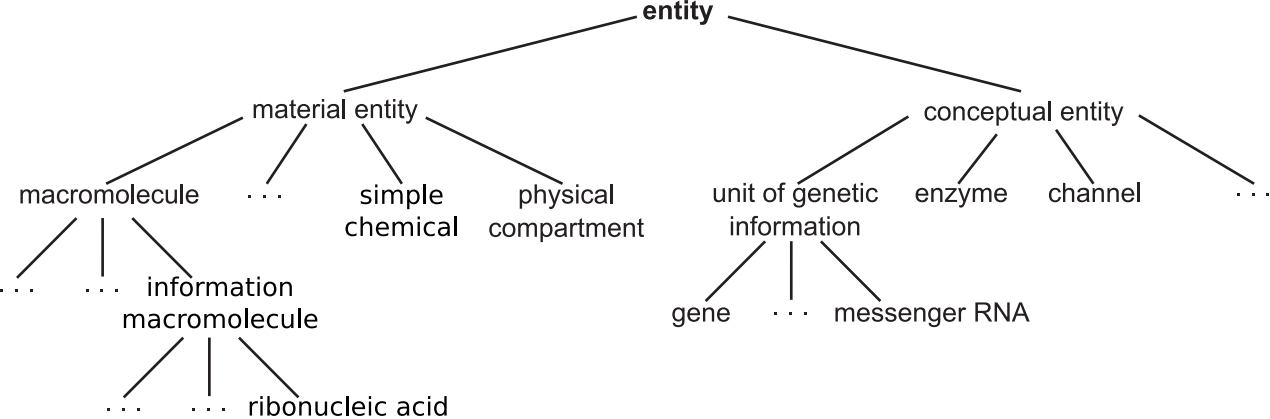 entity
material entity
conceptual entity
macromolecule
. . .
simple
chemical
physical
compartment
unit of genetic
information
enzyme
channel
. . .
. . .
. . .
information
macromolecule
gene
. . .
messenger RNA
. . .
. . .
ribonucleic acid